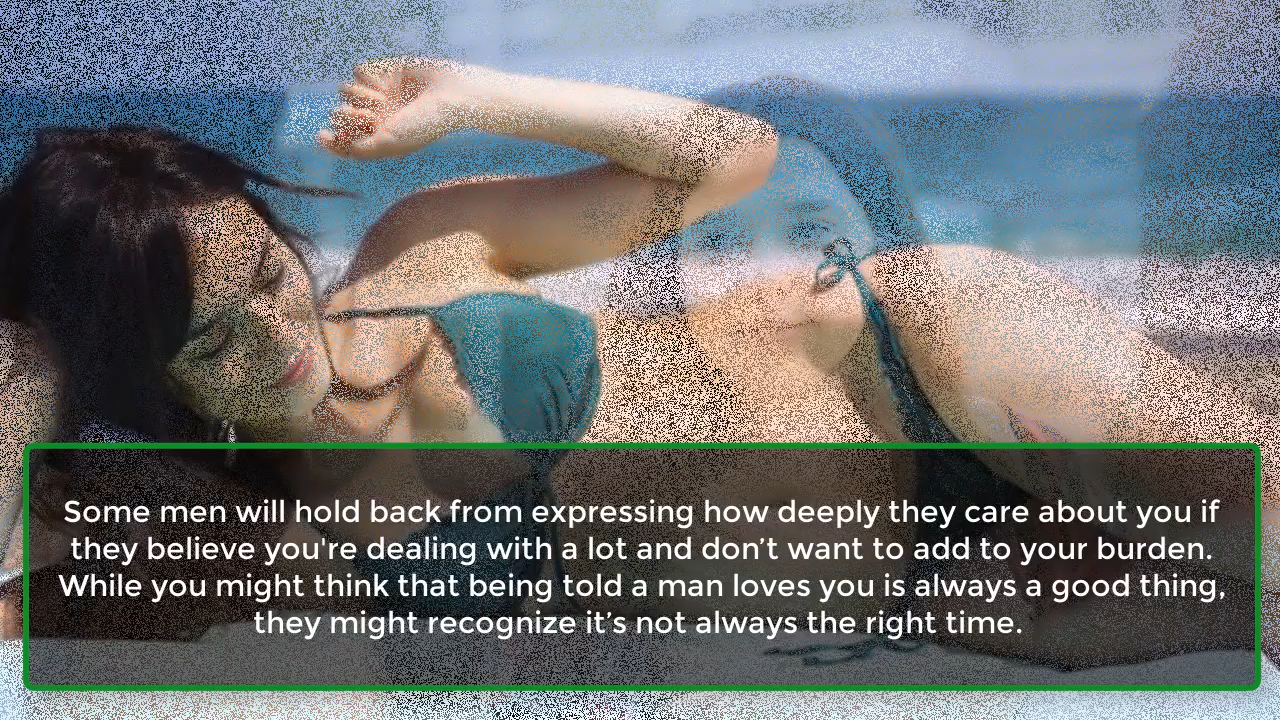 Some men will hold back from expressing how deeply they care about you if
they believe you're dealing with a lot and don’t want to add to your burden.
While you might think that being told a man loves you is always a good thing,
they might recognize it’s not always the right time.